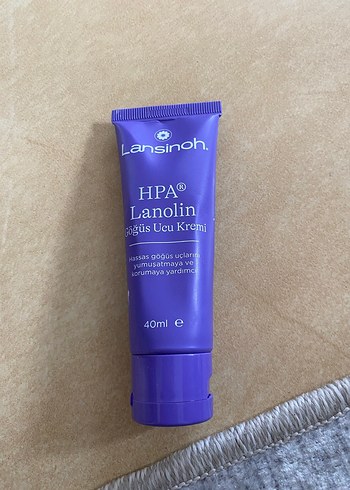 Lansinoh.
HPA®
Lanolin
Göğüs Ucu Kremi
Hassas göğüs uçlarını
yumuşatmaya ve
korumaya yardımcı
40ml e